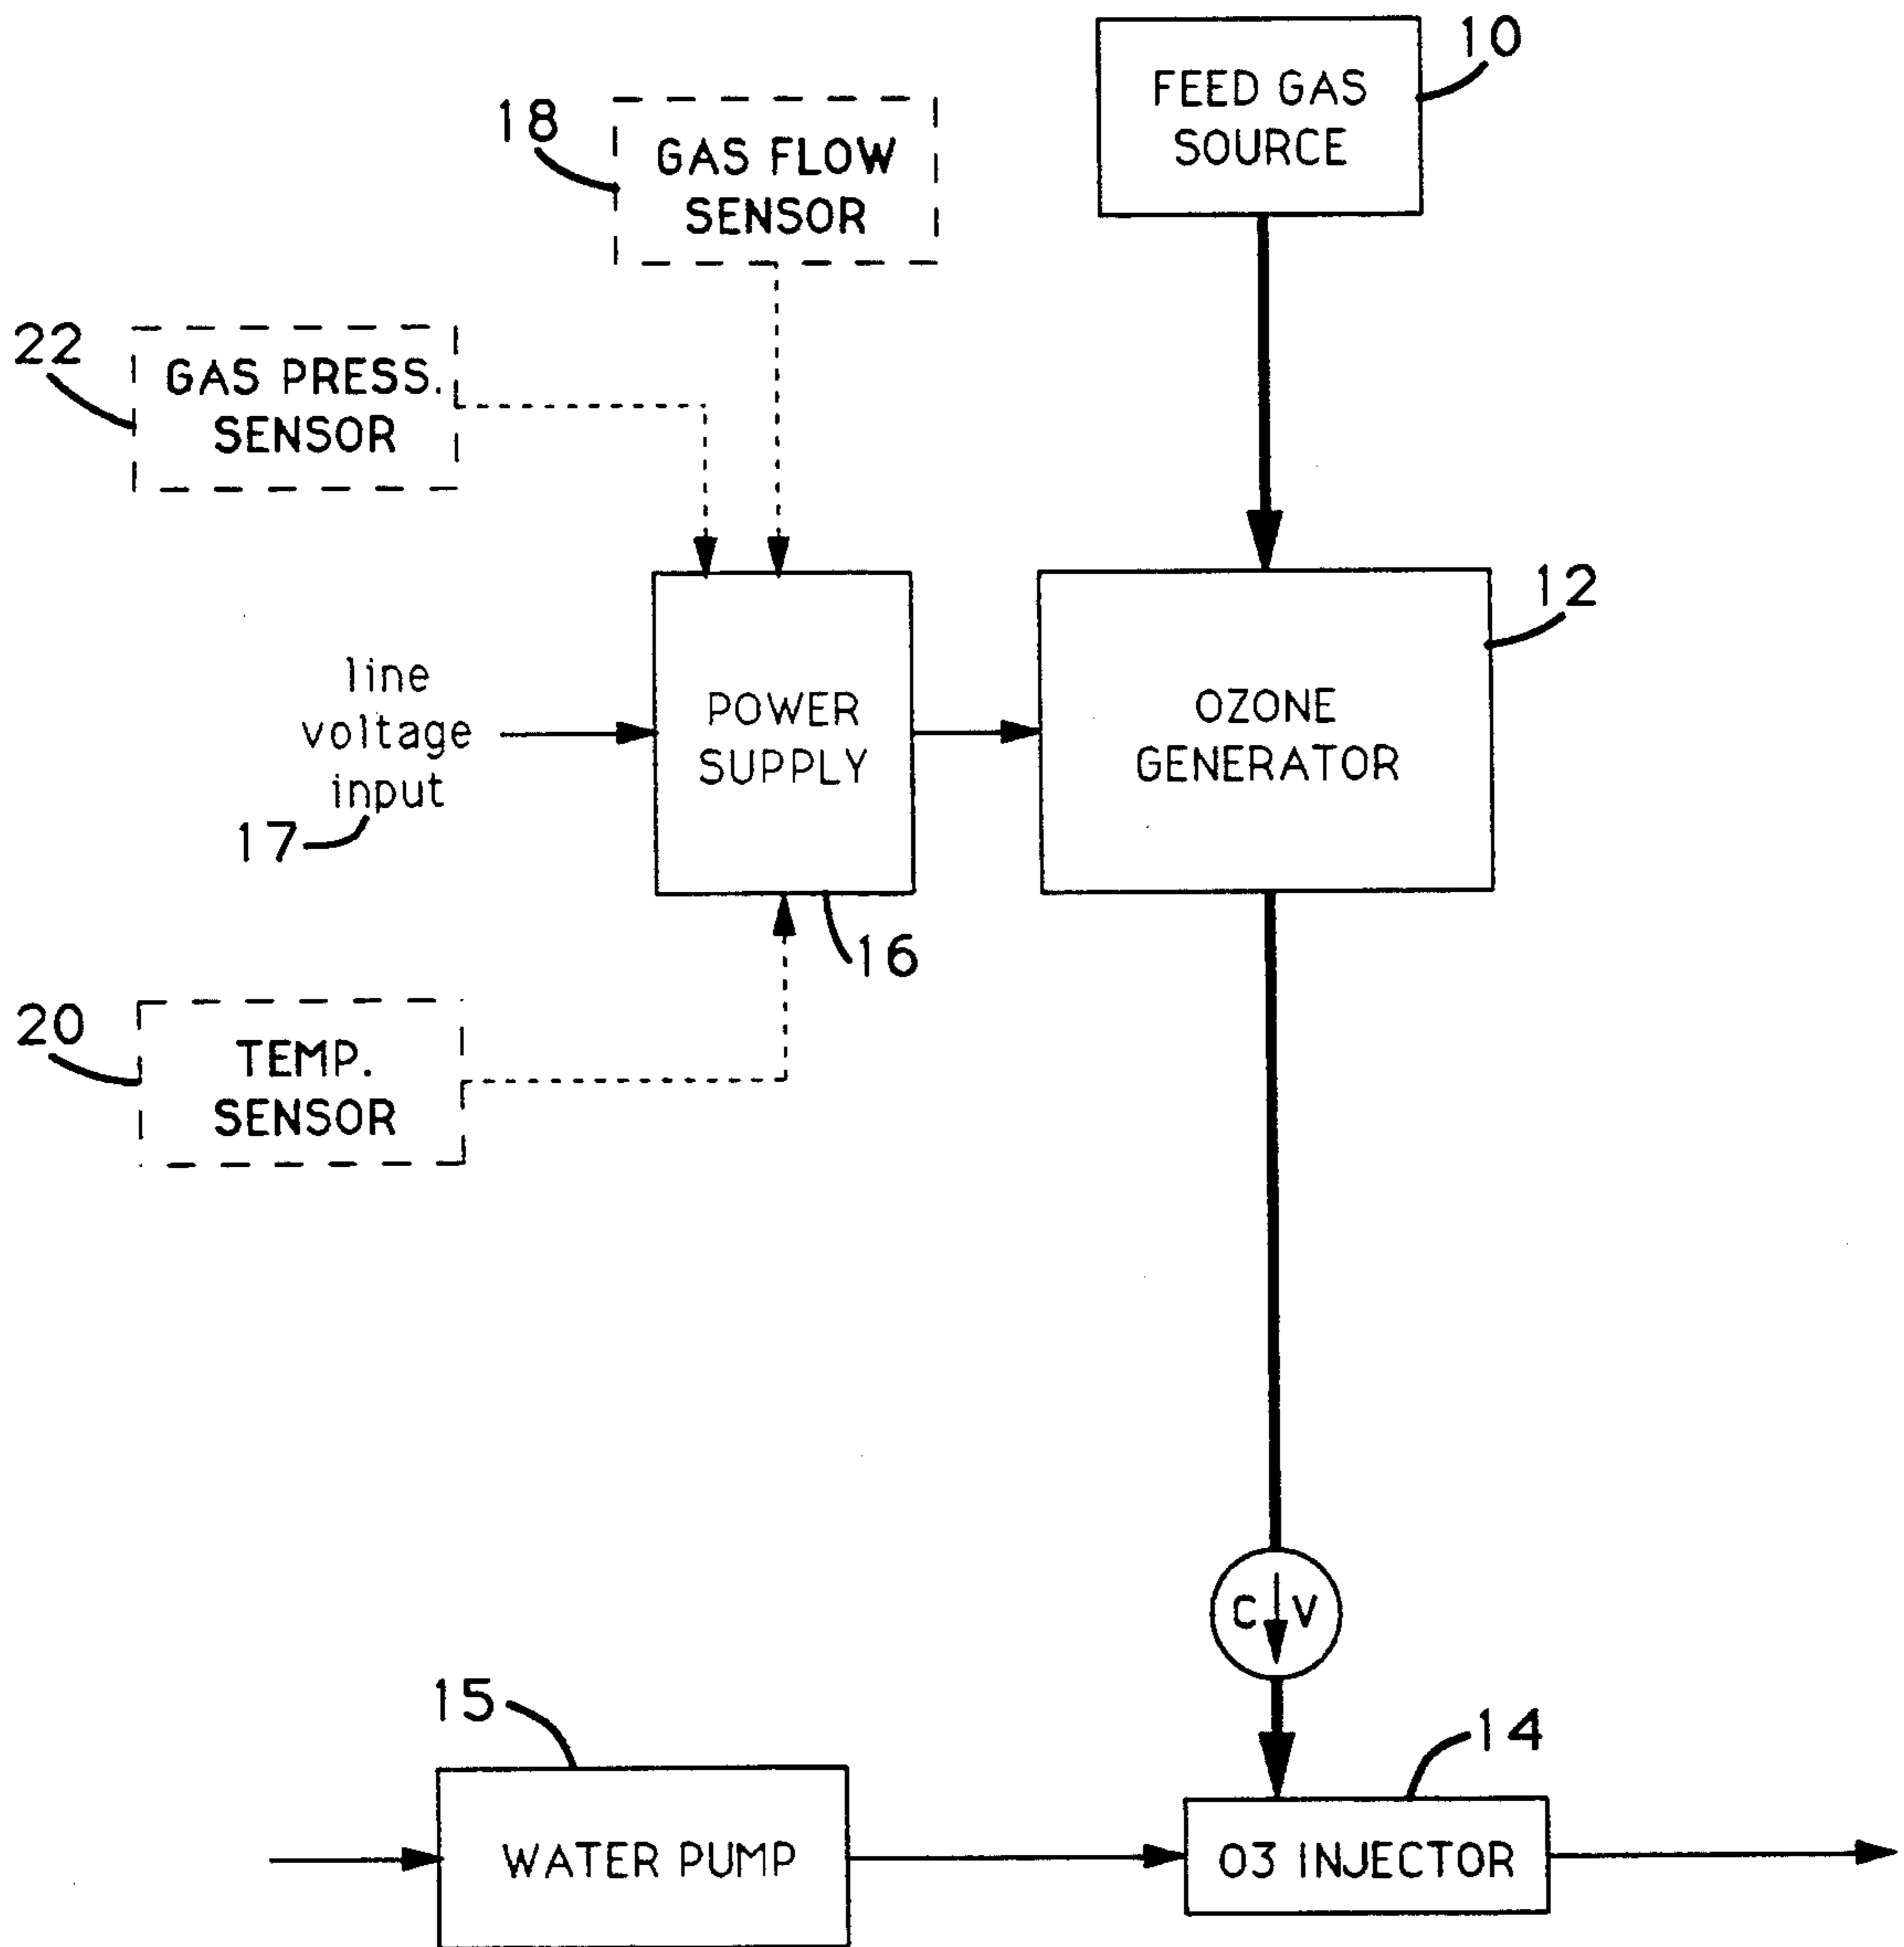 10
FEED GAS
SOURCE
18
GAS FLOW
SENSOR
22
GAS PRESS.
SENSOR
12
line
voltage
input
17
POWER
SUPPLY
OZONE
GENERATOR
16
20
TEMP.
SENSOR
C V
15
14
WATER PUMP
O3 INJECTOR